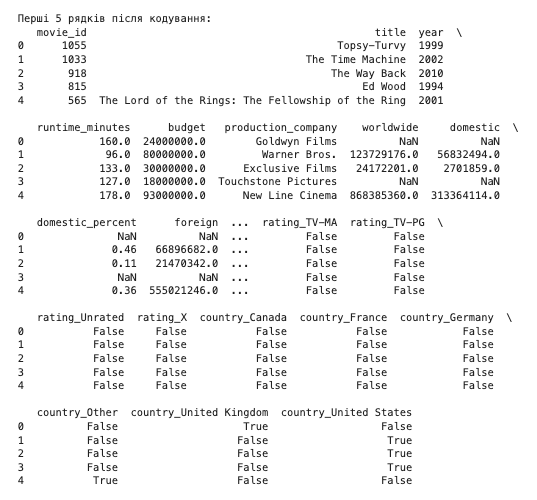 Перші 5 рядків після кодування:
   movie_id                                              title  year  \
0      1055                                        Topsy-Turvy  1999
1      1033                                   The Time Machine  2002
2       918                                       The Way Back  2010
3       815                                            Ed Wood  1994
4       565  The Lord of the Rings: The Fellowship of the Ring  2001

   runtime_minutes      budget  production_company    worldwide     domestic  \
0            160.0  24000000.0       Goldwyn Films          NaN          NaN
1             96.0  80000000.0        Warner Bros.  123729176.0   56832494.0
2            133.0  30000000.0     Exclusive Films   24172201.0    2701859.0
3            127.0  18000000.0  Touchstone Pictures          NaN          NaN
4            178.0  93000000.0     New Line Cinema  868385360.0  313364114.0

   domestic_percent      foreign  ...  rating_TV-MA  rating_TV-PG  \
0               NaN          NaN  ...         False         False
1              0.46   66896682.0  ...         False         False
2              0.11   21470342.0  ...         False         False
3               NaN          NaN  ...         False         False
4              0.36  555021246.0  ...         False         False

   rating_Unrated  rating_X  country_Canada  country_France  country_Germany  \
0           False     False           False           False            False
1           False     False           False           False            False
2           False     False           False           False            False
3           False     False           False           False            False
4           False     False           False           False            False

   country_Other  country_United Kingdom  country_United States
0          False                    True                  False
1          False                   False                   True
2          False                   False                   True
3          False                   False                   True
4           True                   False                  False